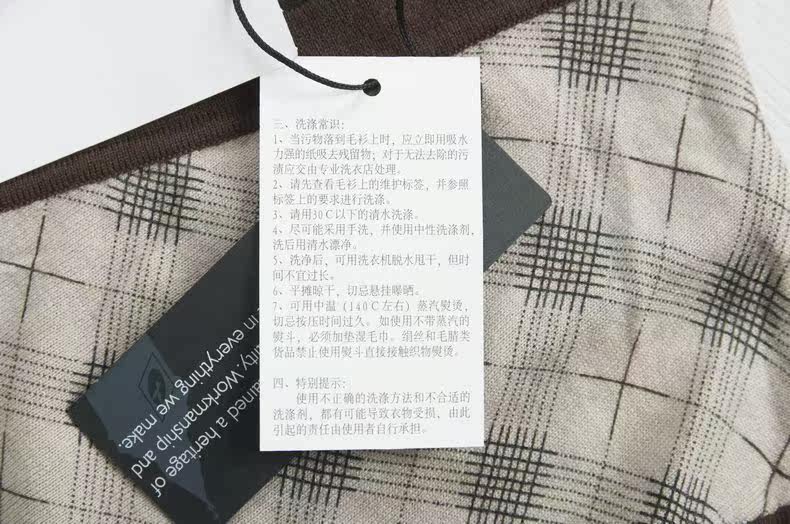 三、洗涤常识:
1、当污物落到毛衫上时，应立即用吸水
力强的纸吸去残留物；对于无法去除的污
渍应交由专业洗衣店处理。
2、请先查看毛衫上的维护标签，并参照
标签上的要求进行洗涤。
3、请用30℃以下的清水洗涤。
4、尽可能采用手洗，并使用中性洗涤剂，
洗后用清水漂净。
5、洗净后，可用洗衣机脱水甩干，但时
间不宜过长。
6、平摊晾干，切忌悬挂曝晒。
7、可用中温（140℃左右）蒸汽熨烫，
切忌按压时间过久。如使用不带蒸汽的
熨斗，必须加垫湿毛巾。绢丝和毛腈类
货品禁止使用熨斗直接接触织物熨烫。
四、特别提示:
使用不正确的洗涤方法和不合适的
洗涤剂，都有可能导致衣物受损，由此
引起的责任由使用者自行承担。
ained a heritage of
lity. Workmanship and
in everything
we make.